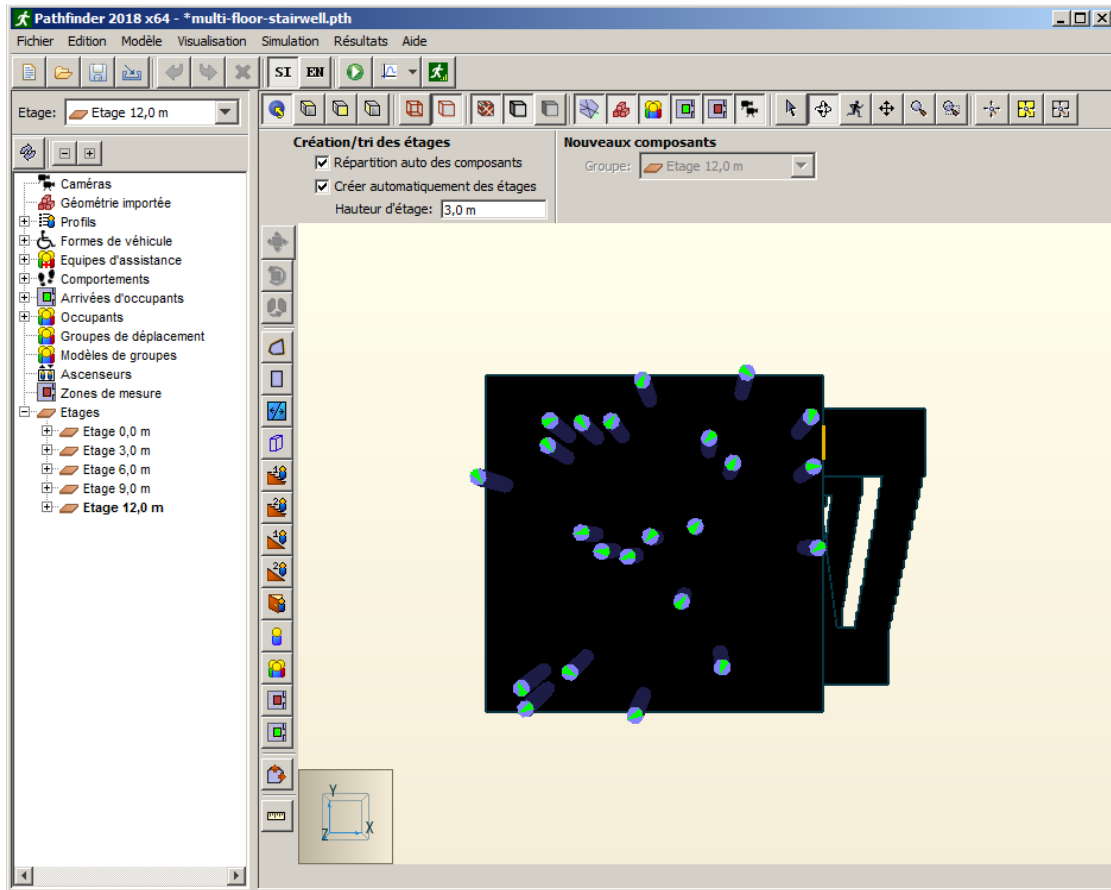 Pathfinder 2018 x64 - *multi-floor-stairwell.pth
Fichier Edition Modèle Visualisation Simulation Résultats Aide
SI EN
Etage: Etage 12,0 m
Création/tri des étages
Répartition auto des composants
Créer automatiquement des étages
Hauteur d'étage: 3,0 m
Nouveaux composants
Groupe: Etage 12,0 m
Caméras
Géométrie importée
Profils
Formes de véhicule
Equipes d'assistance
Comportements
Arrivées d'occupants
Occupants
Groupes de déplacement
Modèles de groupes
Ascenseurs
Zones de mesure
Etages
Etage 0,0 m
Etage 3,0 m
Etage 6,0 m
Etage 9,0 m
Etage 12,0 m
Y
Z
X